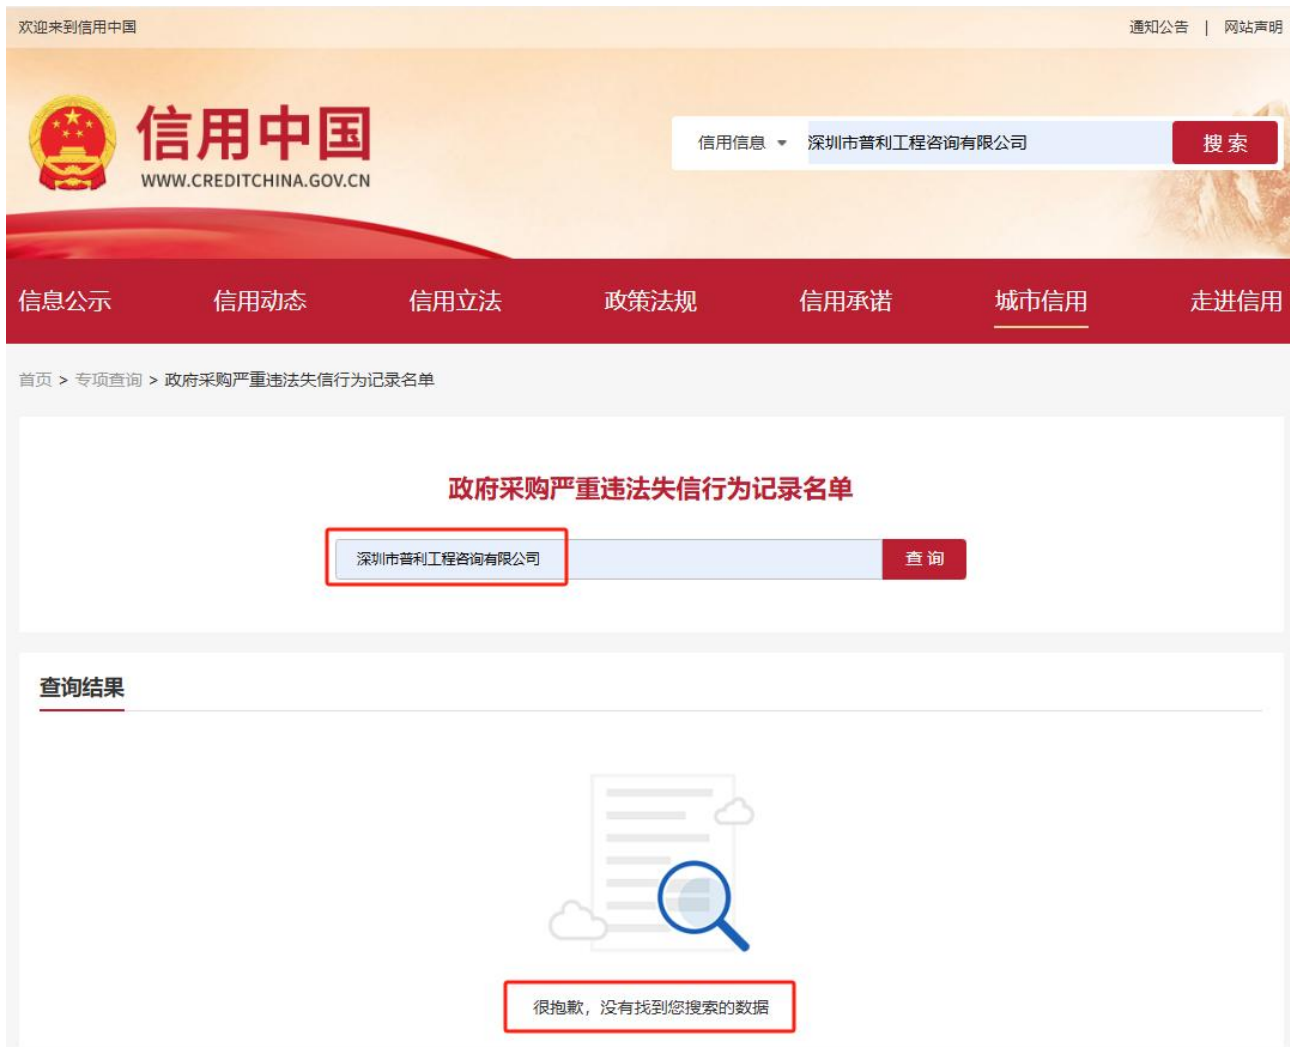 欢迎来到信用中国
通知公告 | 网站声明
信用中国
WWW.CREDITCHINA.GOV.CN
信用信息 深圳市普利工程咨询有限公司 搜索
信息公示 信用动态 信用立法 政策法规 信用承诺 城市信用 走进信用
首页 > 专项查询 > 政府采购严重违法失信行为记录名单
政府采购严重违法失信行为记录名单
深圳市普利工程咨询有限公司 查询
查询结果
很抱歉，没有找到您搜索的数据